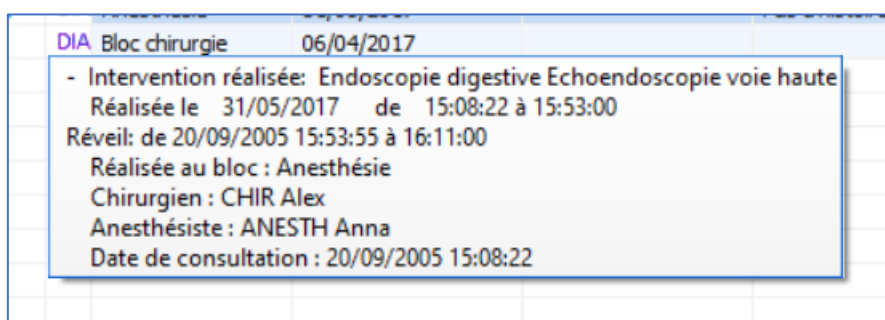 DIA Bloc chirurgie 06/04/2017
- Intervention réalisée: Endoscopie digestive Echoendoscopie voie haute
Réalisée le 31/05/2017 de 15:08:22 à 15:53:00
Réveil: de 20/09/2005 15:53:55 à 16:11:00
Réalisée au bloc : Anesthésie
Chirurgien : CHIR Alex
Anesthésiste : ANESTH Anna
Date de consultation : 20/09/2005 15:08:22